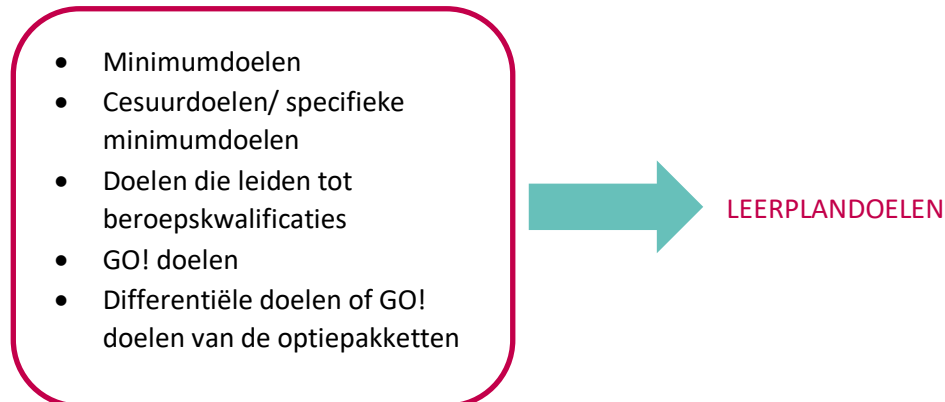 • Minimumdoelen
• Cesuurdoelen/ specifieke
minimumdoelen
• Doelen die leiden tot
beroepskwalificaties
• GO! doelen
• Differentiële doelen of GO!
doelen van de optiepakketten
LEERPLANDOELEN